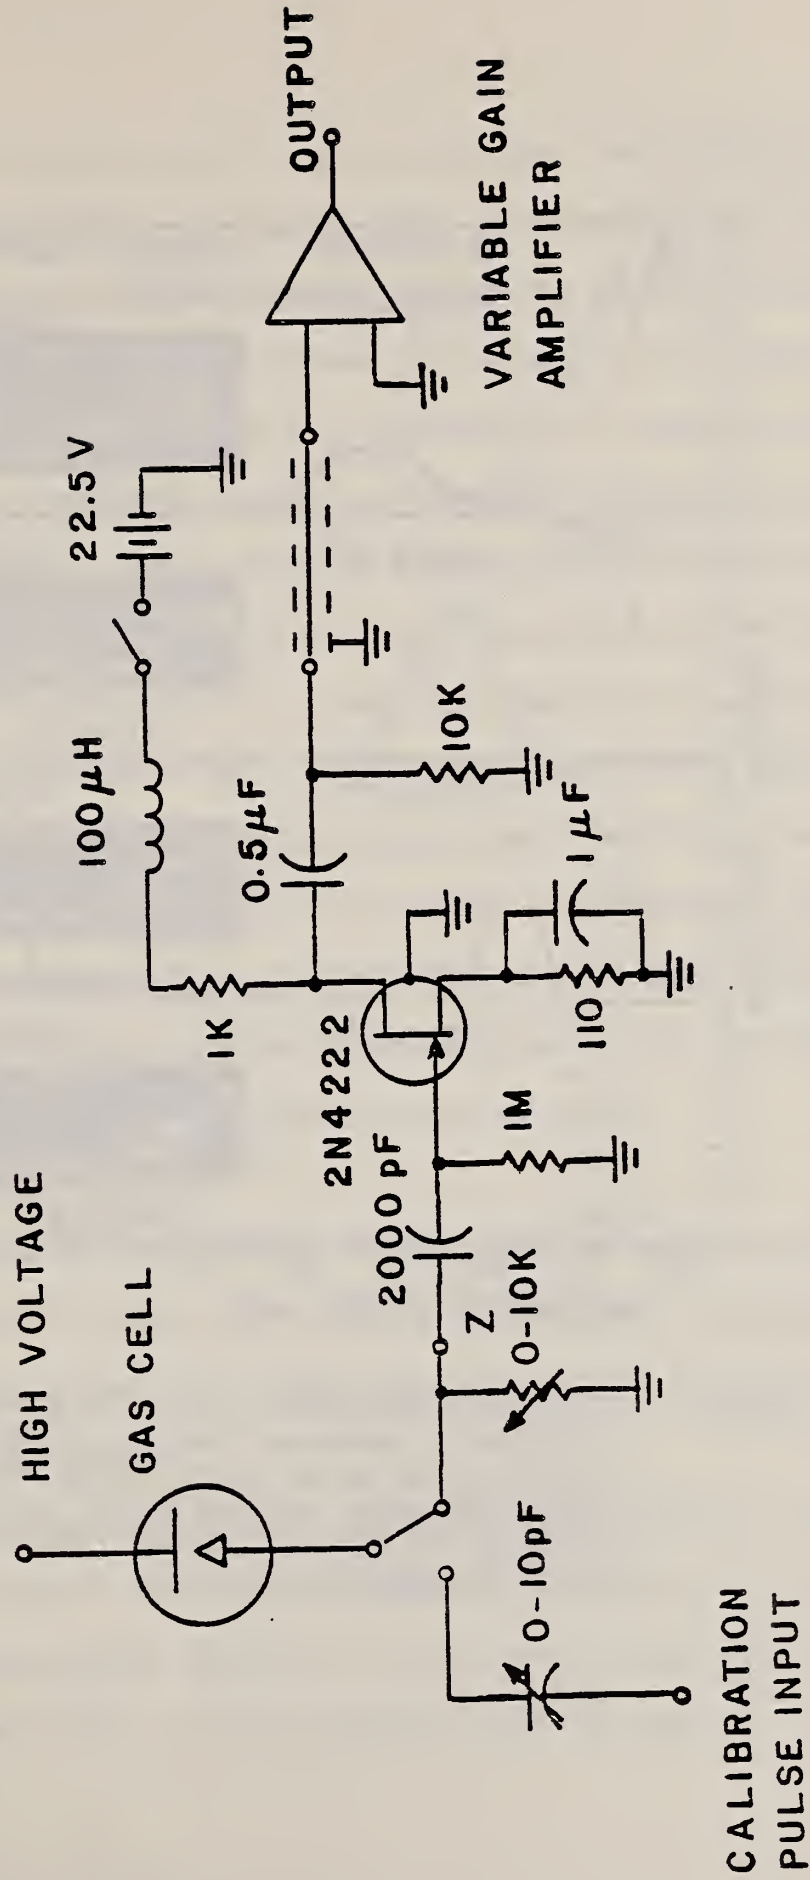 HIGH VOLTAGE
GAS CELL
CALIBRATION
PULSE INPUT
0-10pF
Z
0-10K
2000pF
1M
2N4222
1K
110
1μF
0.5μF
100μH
10K
22.5V
VARIABLE GAIN
AMPLIFIER
OUTPUT